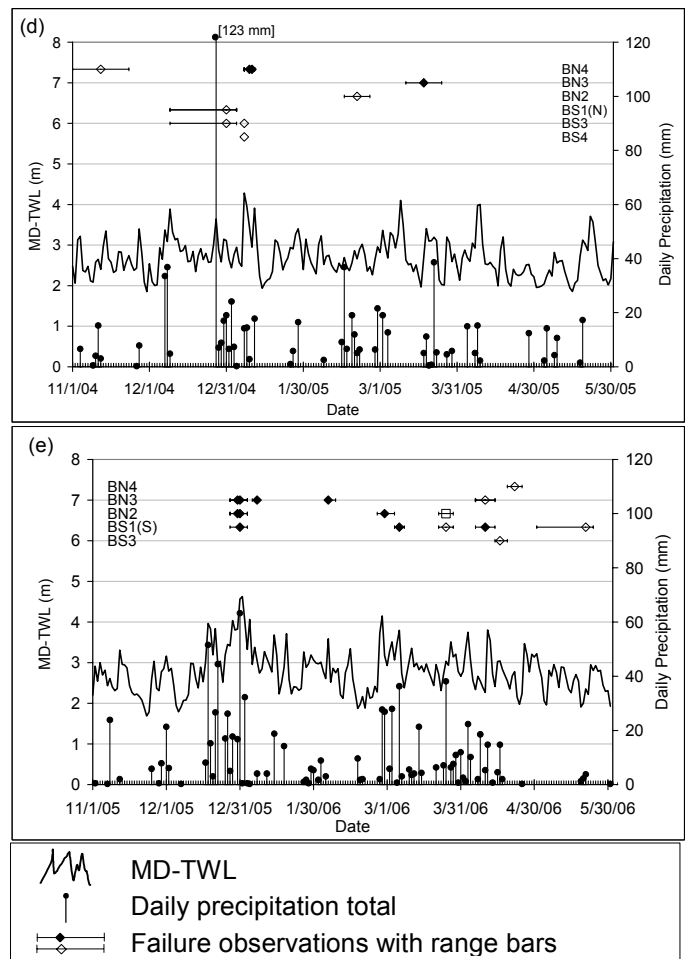 (d)
[123 mm]
8
7
6
5
4
3
2
1
0
MD-TWL (m)
120
100
80
60
40
20
0
Daily Precipitation (mm)
BN4
BN3
BN2
BS1(N)
BS3
BS4
11/1/04 12/1/04 12/31/04 1/30/05 3/1/05 3/31/05 4/30/05 5/30/05
Date
(e)
8
7
6
5
4
3
2
1
0
MD-TWL (m)
120
100
80
60
40
20
0
Daily Precipitation (mm)
BN4
BN3
BN2
BS1(S)
BS3
11/1/05 12/1/05 12/31/05 1/30/06 3/1/06 3/31/06 4/30/06 5/30/06
Date
MD-TWL
Daily precipitation total
Failure observations with range bars